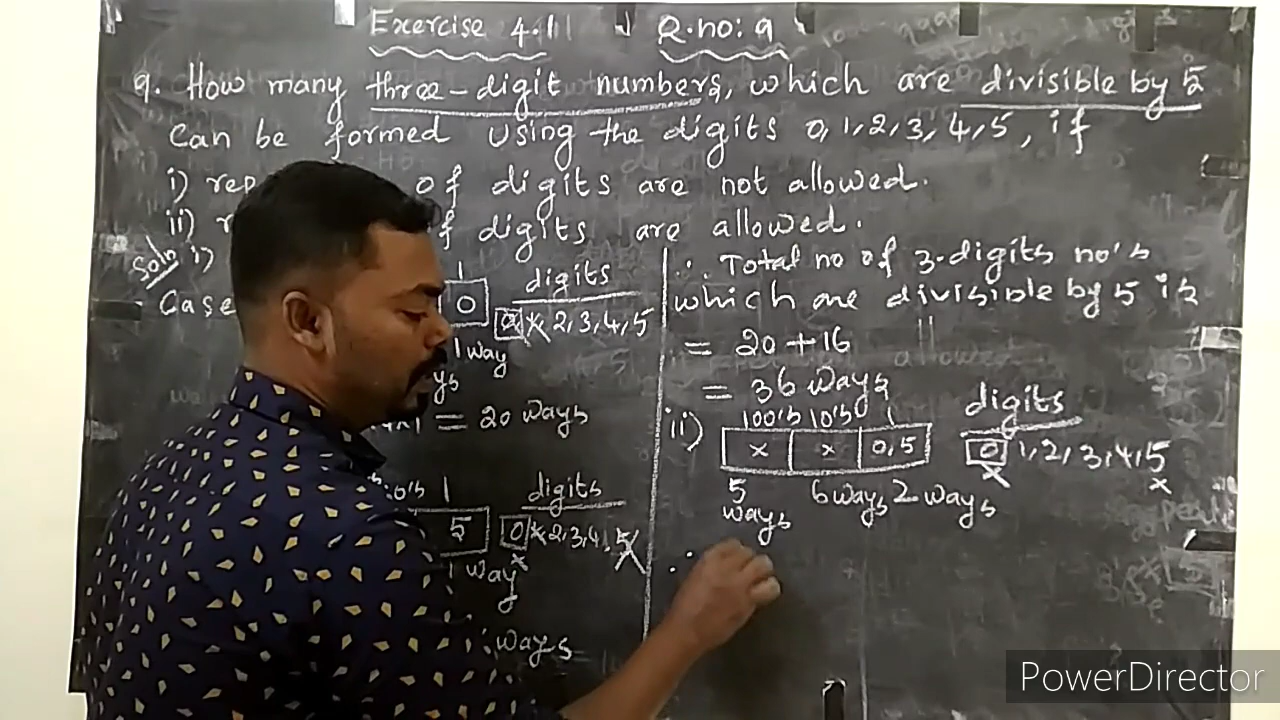 Exercise 4.1 Q.no: 9
9. How many three-digit numbers, which are divisible by 5
can be formed using the digits 0,1,2,3,4,5, if
i) rep of digits are not allowed.
ii) r f digits are allowed.
Soln i)
Case
1 digits
0 0, 1, 2, 3, 4, 5
1 way
ys
1 = 20 ways
0's 1 digits
5 0 1, 2, 3, 4, 5
1 way
ways
∴ Total no of 3-digits no's
which are divisible by 5 is
= 20 + 16
= 36 ways
ii) 100's 10's 1 digits
x x 0,5 0 1, 2, 3, 4, 5
5 ways 6 ways 2 ways
∴
PowerDirector